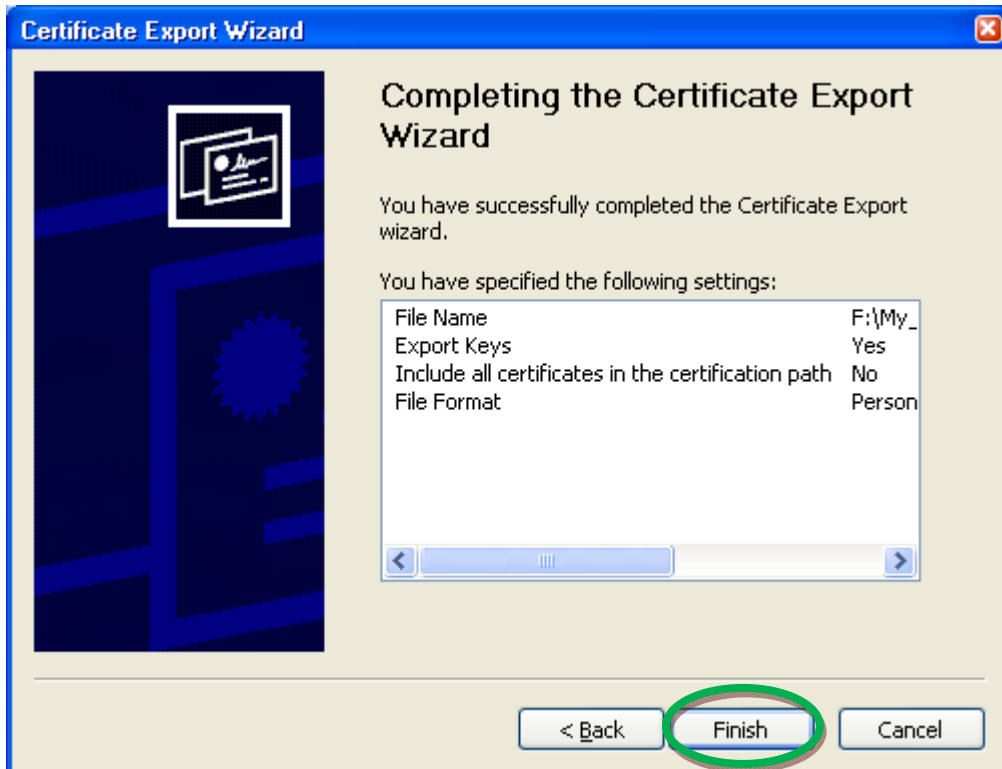 Certificate Export Wizard
Completing the Certificate Export
Wizard
You have successfully completed the Certificate Export
wizard.
You have specified the following settings:
File Name F:\My_
Export Keys Yes
Include all certificates in the certification path No
File Format Person
< Back Finish Cancel